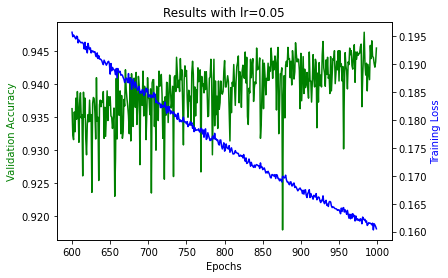 Results with lr=0.05
Validation Accuracy
0.945
0.940
0.935
0.930
0.925
0.920
0.195
0.190
0.185
0.180
0.175
0.170
0.165
0.160
Training Loss
600 650 700 750 800 850 900 950 1000
Epochs